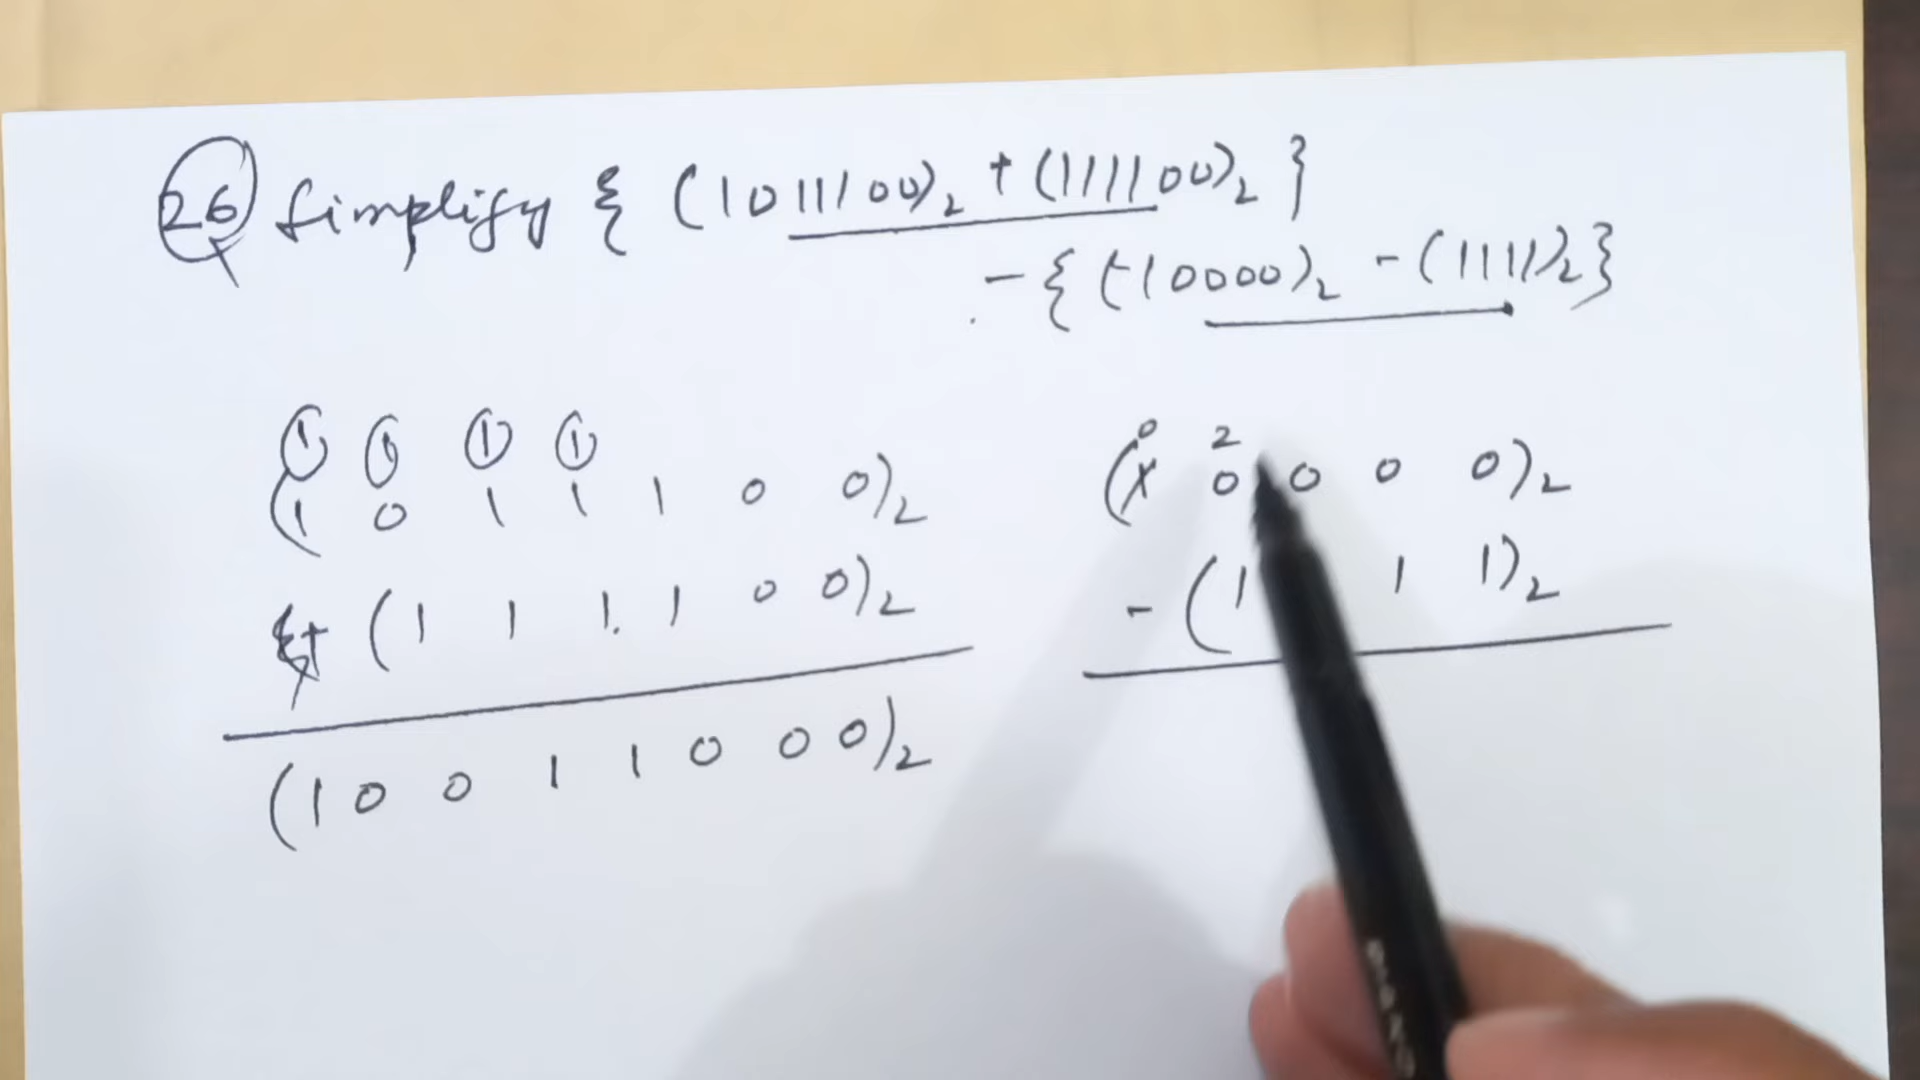 26 Simplify { (1011100)₂ + (111100)₂ }
- { (10000)₂ - (1111)₂ }
1 1 1 1
(1 0 1 1 1 0 0)₂
+ (1 1 1 1 0 0)₂
(1 0 0 1 1 0 0 0)₂
0 2
(1 0 0 0 0)₂
- (1 1 1)₂